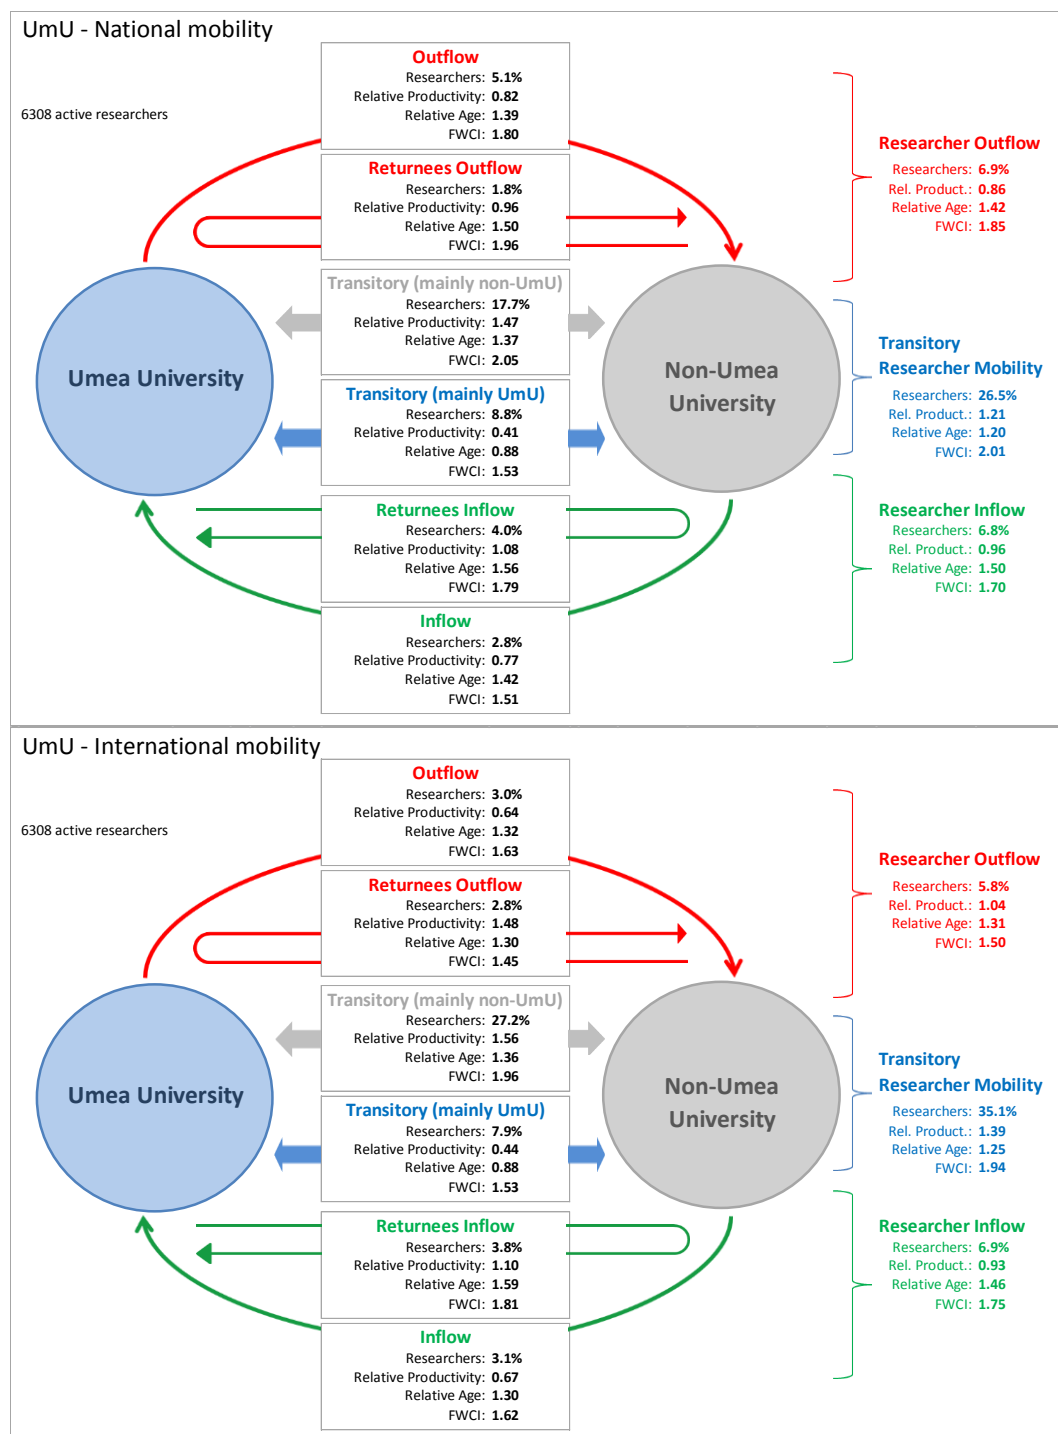 UmU - National mobility
6308 active researchers
Outflow
Researchers: 5.1%
Relative Productivity: 0.82
Relative Age: 1.39
FWCI: 1.80
Returnees Outflow
Researchers: 1.8%
Relative Productivity: 0.96
Relative Age: 1.50
FWCI: 1.96
Transitory (mainly non-UmU)
Researchers: 17.7%
Relative Productivity: 1.47
Relative Age: 1.37
FWCI: 2.05
Transitory (mainly UmU)
Researchers: 8.8%
Relative Productivity: 0.41
Relative Age: 0.88
FWCI: 1.53
Returnees Inflow
Researchers: 4.0%
Relative Productivity: 1.08
Relative Age: 1.56
FWCI: 1.79
Inflow
Researchers: 2.8%
Relative Productivity: 0.77
Relative Age: 1.42
FWCI: 1.51
Umea University
Non-Umea
University
Researcher Outflow
Researchers: 6.9%
Rel. Product.: 0.86
Relative Age: 1.42
FWCI: 1.85
Transitory
Researcher Mobility
Researchers: 26.5%
Rel. Product.: 1.21
Relative Age: 1.20
FWCI: 2.01
Researcher Inflow
Researchers: 6.8%
Rel. Product.: 0.96
Relative Age: 1.50
FWCI: 1.70
UmU - International mobility
6308 active researchers
Outflow
Researchers: 3.0%
Relative Productivity: 0.64
Relative Age: 1.32
FWCI: 1.63
Returnees Outflow
Researchers: 2.8%
Relative Productivity: 1.48
Relative Age: 1.30
FWCI: 1.45
Transitory (mainly non-UmU)
Researchers: 27.2%
Relative Productivity: 1.56
Relative Age: 1.36
FWCI: 1.96
Transitory (mainly UmU)
Researchers: 7.9%
Relative Productivity: 0.44
Relative Age: 0.88
FWCI: 1.53
Returnees Inflow
Researchers: 3.8%
Relative Productivity: 1.10
Relative Age: 1.59
FWCI: 1.81
Inflow
Researchers: 3.1%
Relative Productivity: 0.67
Relative Age: 1.30
FWCI: 1.62
Umea University
Non-Umea
University
Researcher Outflow
Researchers: 5.8%
Rel. Product.: 1.04
Relative Age: 1.31
FWCI: 1.50
Transitory
Researcher Mobility
Researchers: 35.1%
Rel. Product.: 1.39
Relative Age: 1.25
FWCI: 1.94
Researcher Inflow
Researchers: 6.9%
Rel. Product.: 0.93
Relative Age: 1.46
FWCI: 1.75